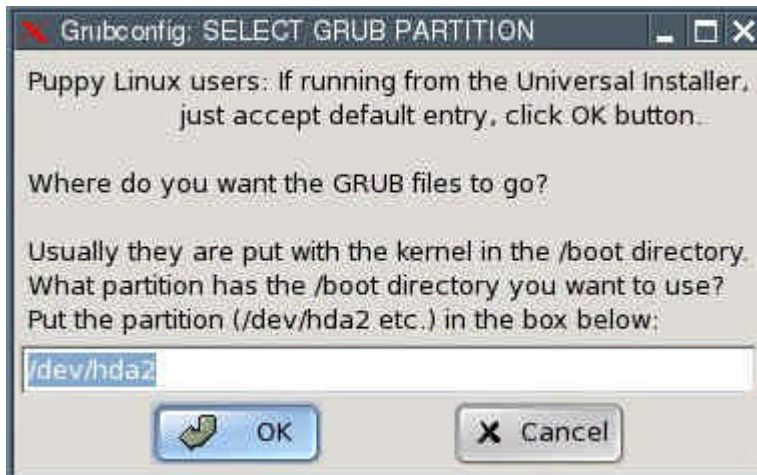 Grubconfig: SELECT GRUB PARTITION
Puppy Linux users: If running from the Universal Installer,
just accept default entry, click OK button.
Where do you want the GRUB files to go?
Usually they are put with the kernel in the /boot directory.
What partition has the /boot directory you want to use?
Put the partition (/dev/hda2 etc.) in the box below:
/dev/hda2
OK
Cancel